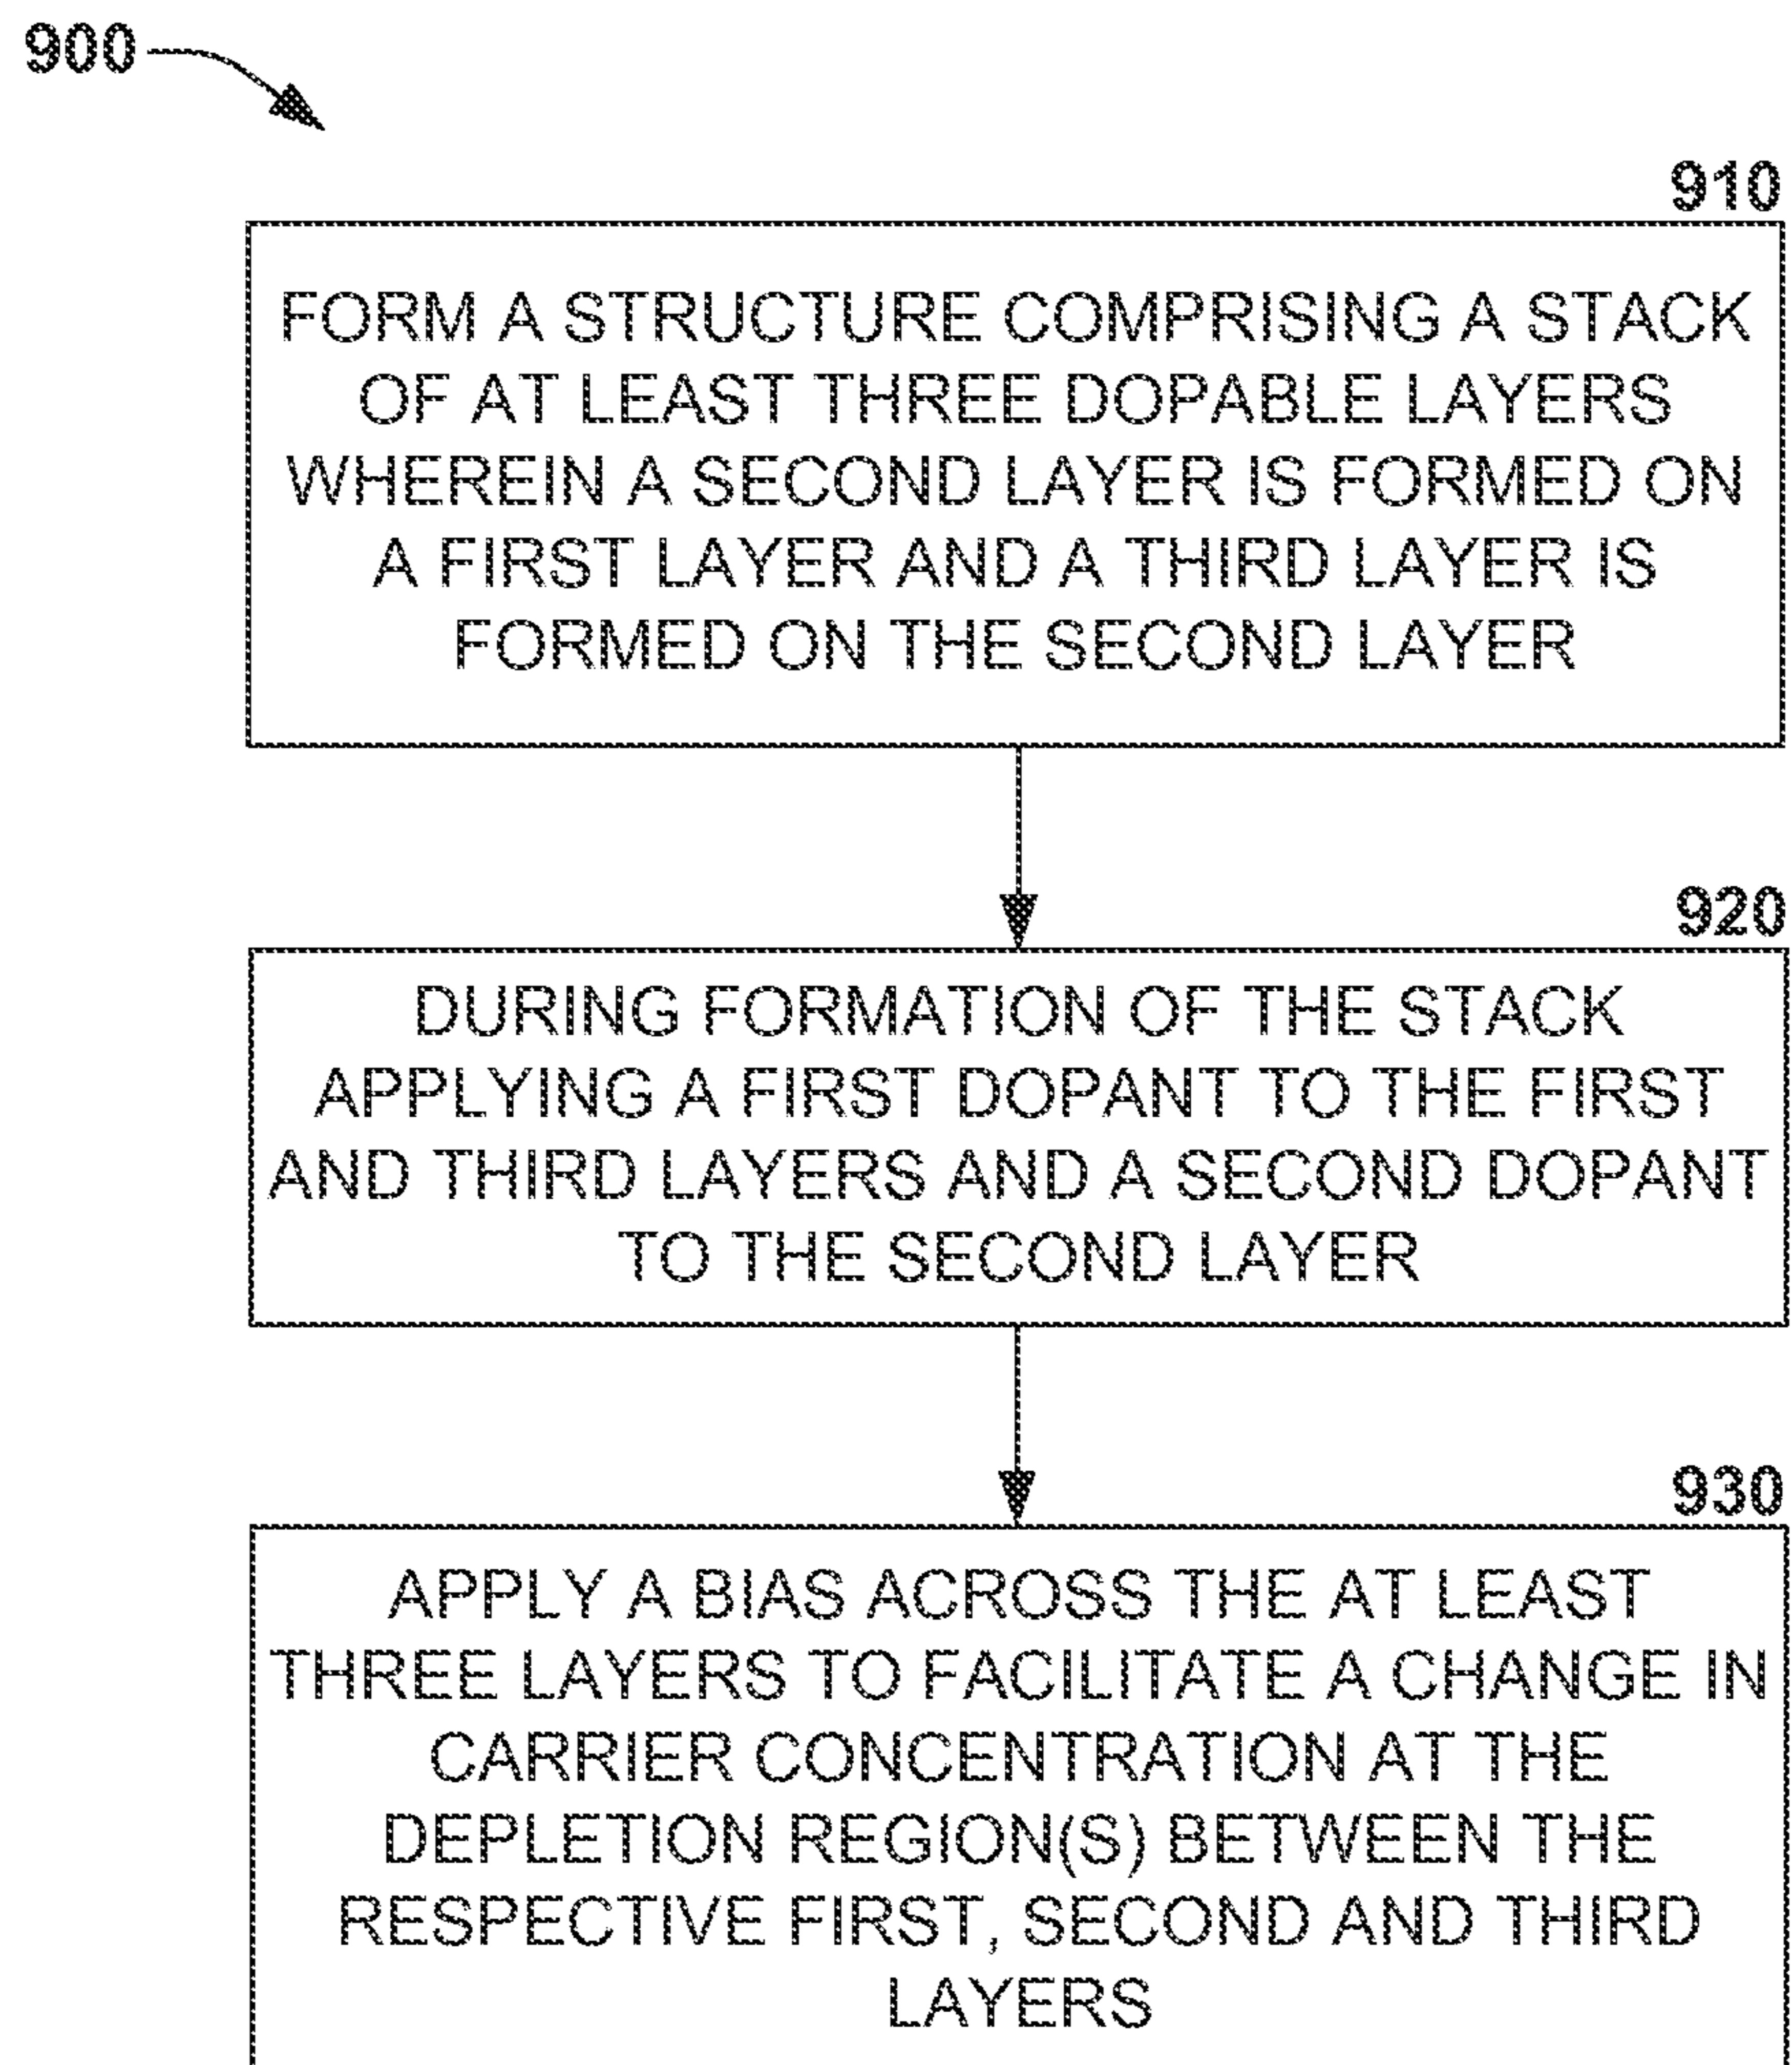 900
910
FORM A STRUCTURE COMPRISING A STACK
OF AT LEAST THREE DOPABLE LAYERS
WHEREIN A SECOND LAYER IS FORMED ON
A FIRST LAYER AND A THIRD LAYER IS
FORMED ON THE SECOND LAYER
920
DURING FORMATION OF THE STACK
APPLYING A FIRST DOPANT TO THE FIRST
AND THIRD LAYERS AND A SECOND DOPANT
TO THE SECOND LAYER
930
APPLY A BIAS ACROSS THE AT LEAST
THREE LAYERS TO FACILITATE A CHANGE IN
CARRIER CONCENTRATION AT THE
DEPLETION REGION(S) BETWEEN THE
RESPECTIVE FIRST, SECOND AND THIRD
LAYERS